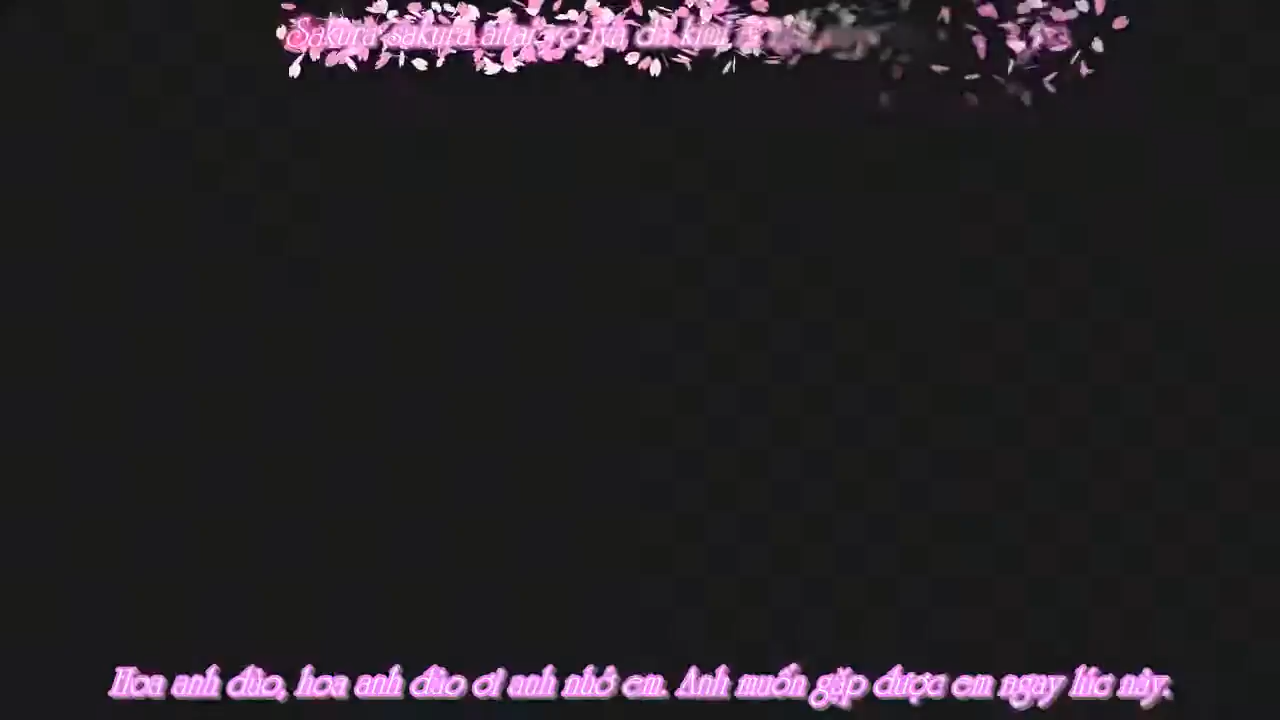 Sakura sakura aitai yo iya da kimi
Hoa anh đào, hoa anh đào ơi anh nhớ em. Anh muốn gặp được em ngay lúc này.